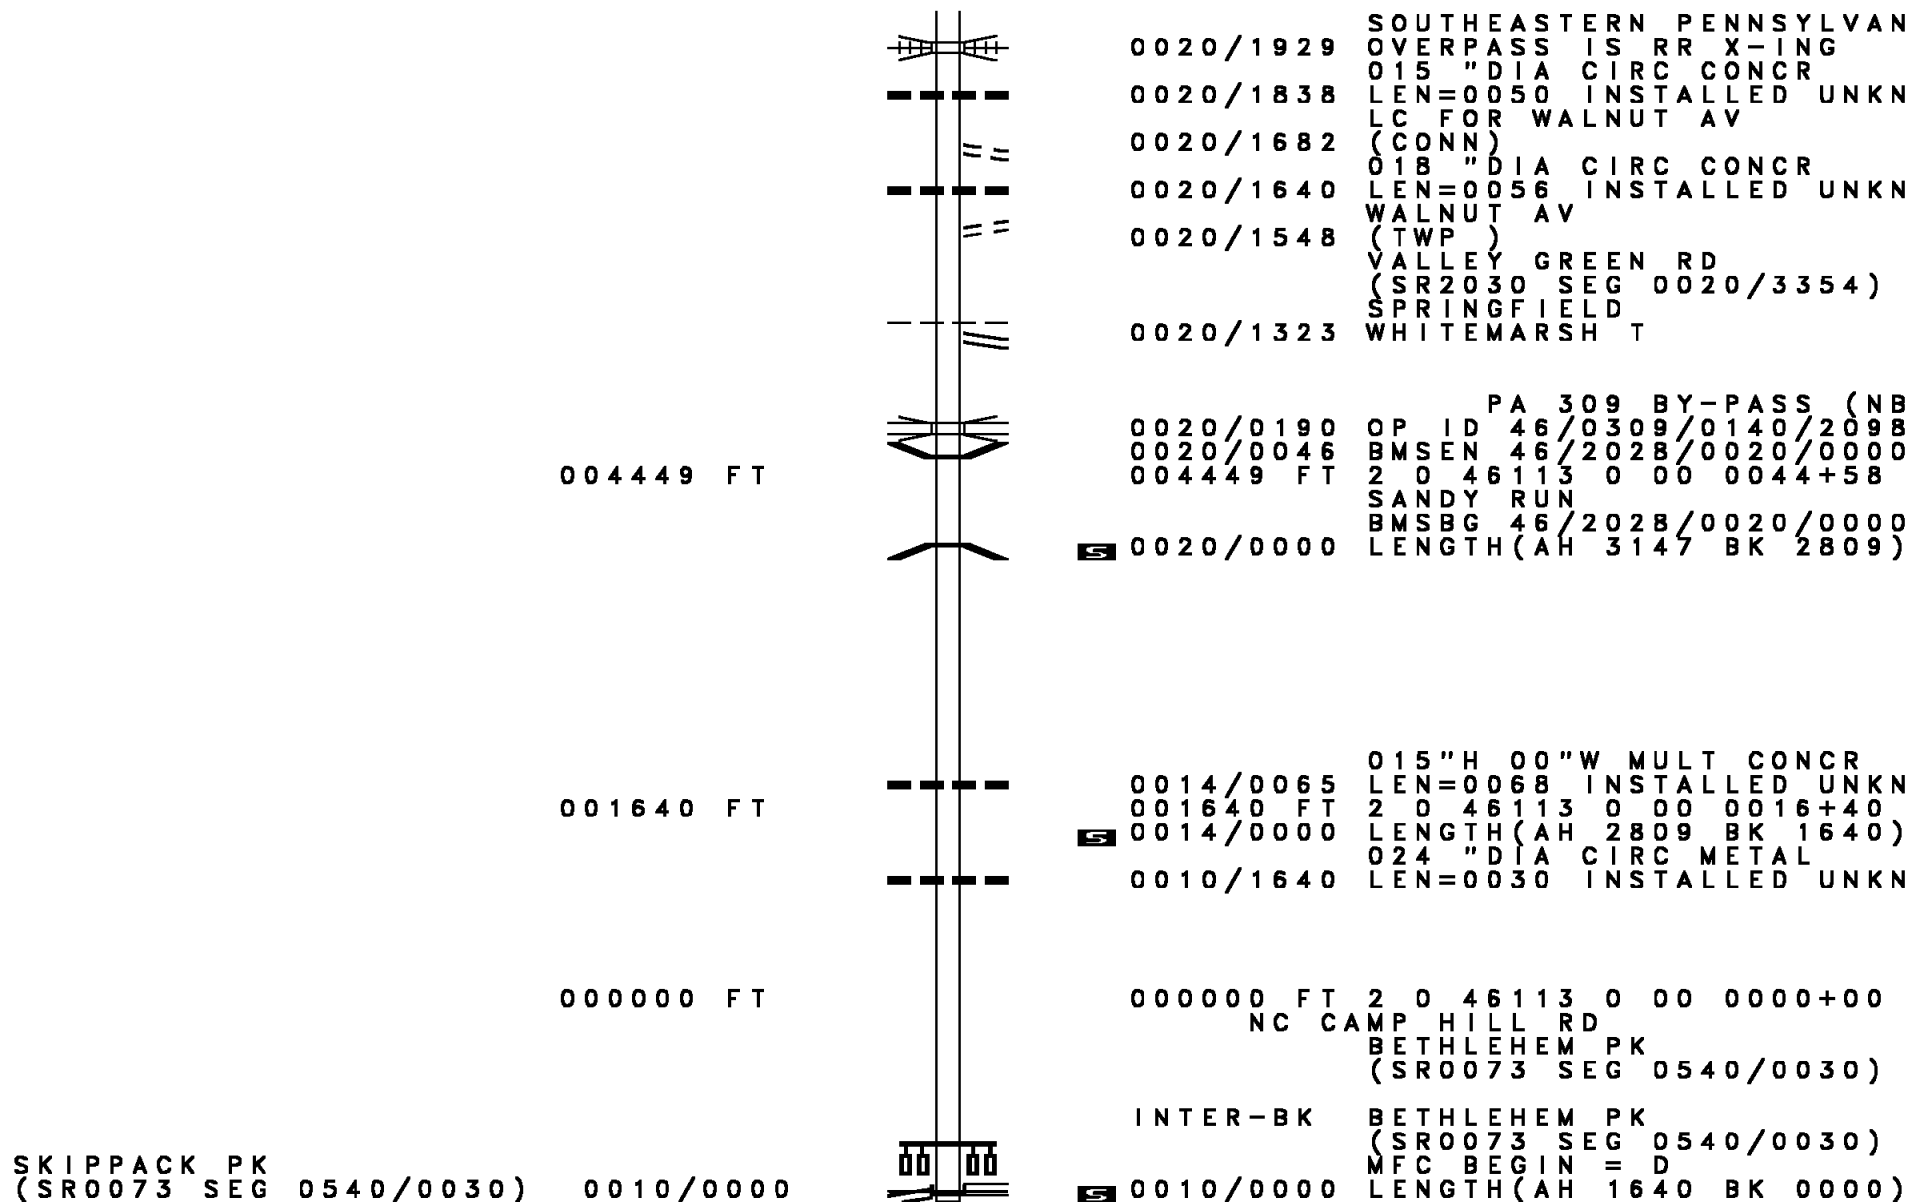 SOUTHEASTERN PENNSYLVAN
0020/1929 OVERPASS IS RR X-ING
015 "DIA CIRC CONCR
0020/1838 LEN=0050 INSTALLED UNKN
LC FOR WALNUT AV
0020/1682 (CONN)
018 "DIA CIRC CONCR
0020/1640 LEN=0056 INSTALLED UNKN
WALNUT AV
0020/1548 (TWP )
VALLEY GREEN RD
(SR2030 SEG 0020/3354)
SPRINGFIELD
0020/1323 WHITEMARSH T
PA 309 BY-PASS (NB
0020/0190 OP ID 46/0309/0140/2098
0020/0046 BMSEN 46/2028/0020/0000
004449 FT 004449 FT 2 0 46113 0 00 0044+58
SANDY RUN
BMSBG 46/2028/0020/0000
S 0020/0000 LENGTH(AH 3147 BK 2809)
015"H 00"W MULT CONCR
0014/0065 LEN=0068 INSTALLED UNKN
001640 FT 001640 FT 2 0 46113 0 00 0016+40
S 0014/0000 LENGTH(AH 2809 BK 1640)
024 "DIA CIRC METAL
0010/1640 LEN=0030 INSTALLED UNKN
000000 FT 000000 FT 2 0 46113 0 00 0000+00
NC CAMP HILL RD
BETHLEHEM PK
(SR0073 SEG 0540/0030)
INTER-BK BETHLEHEM PK
(SR0073 SEG 0540/0030)
SKIPPACK PK MFC BEGIN = D
(SR0073 SEG 0540/0030) 0010/0000 S 0010/0000 LENGTH(AH 1640 BK 0000)